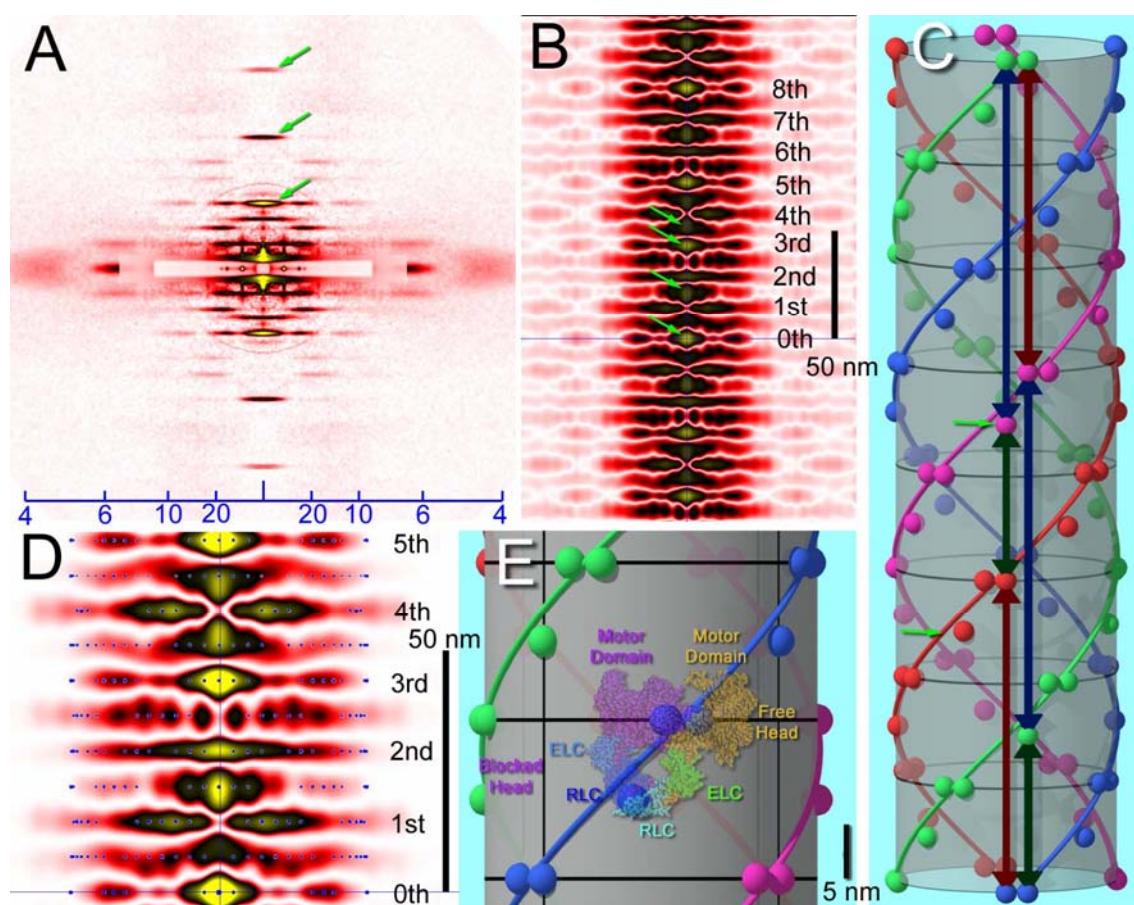 A
4 6 10 20 20 10 6 4
B
8th
7th
6th
5th
4th
3rd
2nd
1st
0th
50 nm
C
D
5th
4th
50 nm
3rd
2nd
1st
0th
E
Motor Domain
Motor Domain
Free Head
ELC
Blocked Head
RLC
ELC
RLC
5 nm